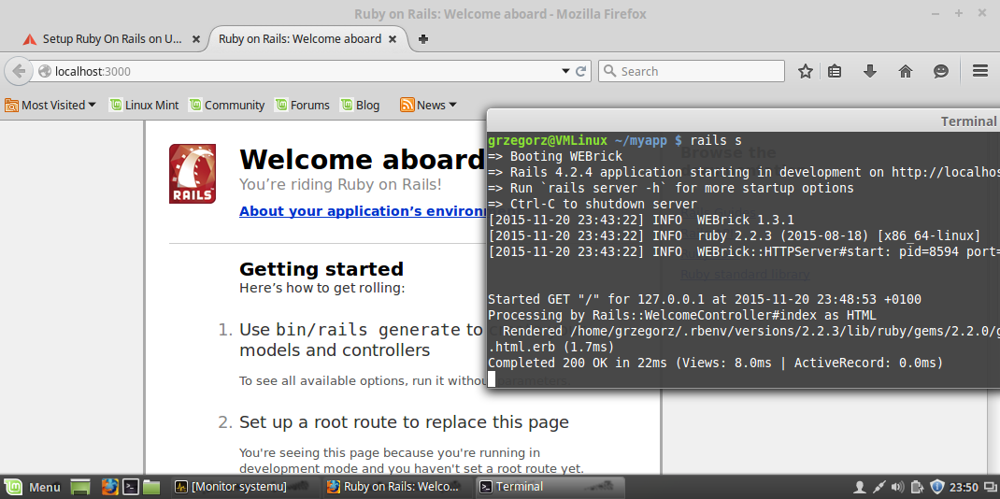 Ruby on Rails: Welcome aboard - Mozilla Firefox
Setup Ruby On Rails on U...
Ruby on Rails: Welcome aboard
localhost:3000
Search
Most Visited
Linux Mint
Community
Forums
Blog
News
RAILS
Welcome aboard
You’re riding Ruby on Rails!
About your application’s
Getting started
Here’s how to get rolling:
1. Use bin/rails generate to
models and controllers
To see all available options, run it without parameters.
2. Set up a root route to replace this page
You're seeing this page because you're running in
development mode and you haven't set a root route yet.
Browse the
Ruby standard library
Terminal
grzegorz@VMLinux ~/myapp $ rails s
=> Booting WEBrick
=> Rails 4.2.4 application starting in development on http://localhos
=> Run `rails server -h` for more startup options
=> Ctrl-C to shutdown server
[2015-11-20 23:43:22] INFO  WEBrick 1.3.1
[2015-11-20 23:43:22] INFO  ruby 2.2.3 (2015-08-18) [x86_64-linux]
[2015-11-20 23:43:22] INFO  WEBrick::HTTPServer#start: pid=8594 port=
Started GET "/" for 127.0.0.1 at 2015-11-20 23:48:53 +0100
Processing by Rails::WelcomeController#index as HTML
  Rendered /home/grzegorz/.rbenv/versions/2.2.3/lib/ruby/gems/2.2.0/g
.html.erb (1.7ms)
Completed 200 OK in 22ms (Views: 8.0ms | ActiveRecord: 0.0ms)
Menu
[Monitor systemu]
Ruby on Rails: Welco...
Terminal
23:50